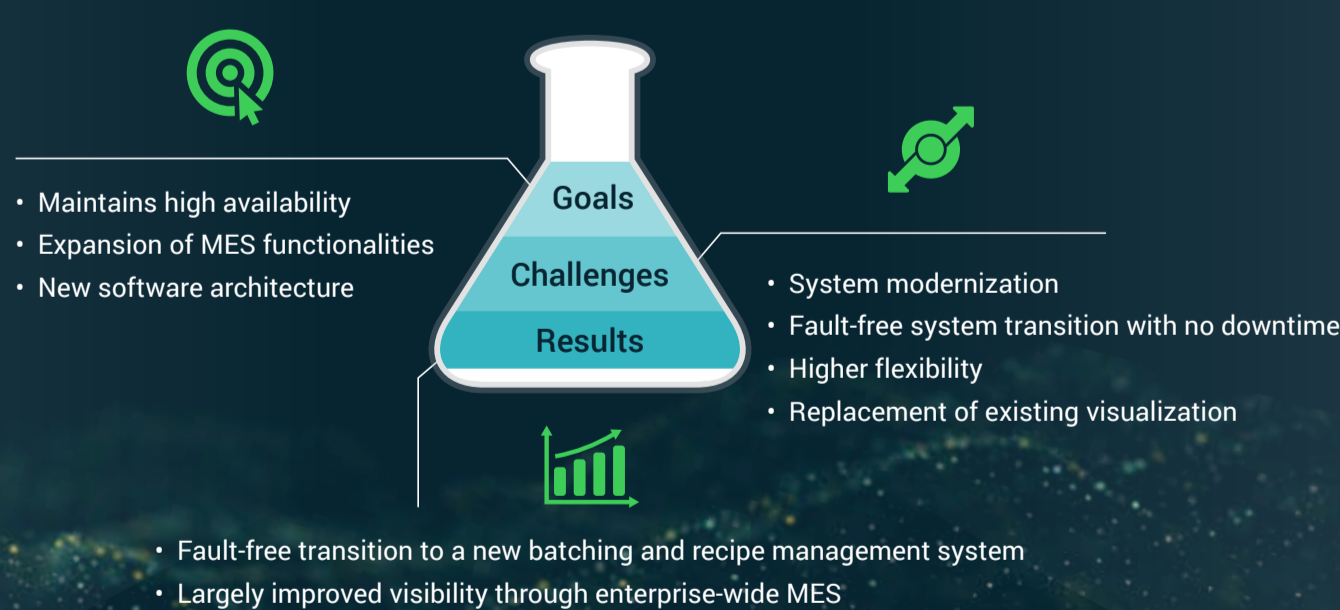 Goals
• Maintains high availability
• Expansion of MES functionalities
• New software architecture
Challenges
• System modernization
• Fault-free system transition with no downtime
• Higher flexibility
• Replacement of existing visualization
Results
• Fault-free transition to a new batching and recipe management system
• Largely improved visibility through enterprise-wide MES